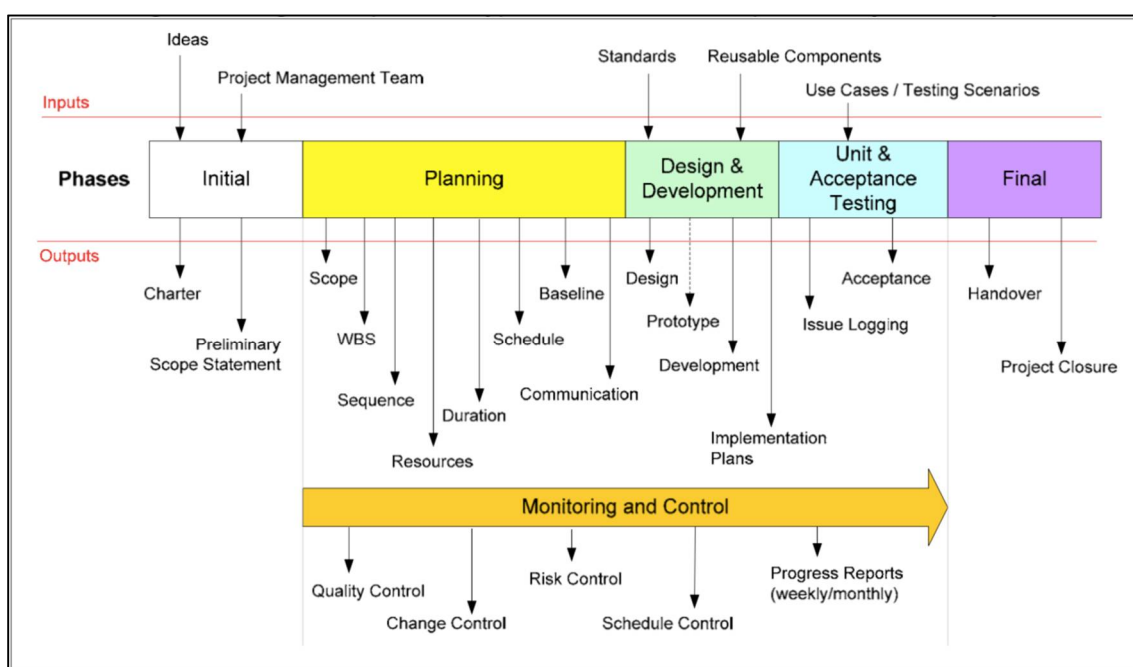 Ideas
Project Management Team
Standards
Reusable Components
Use Cases / Testing Scenarios
Inputs
Phases
Initial
Planning
Design &
Development
Unit &
Acceptance
Testing
Final
Outputs
Charter
Preliminary
Scope Statement
Scope
WBS
Sequence
Resources
Duration
Schedule
Baseline
Communication
Design
Prototype
Development
Implementation
Plans
Issue Logging
Acceptance
Handover
Project Closure
Monitoring and Control
Quality Control
Change Control
Risk Control
Schedule Control
Progress Reports
(weekly/monthly)